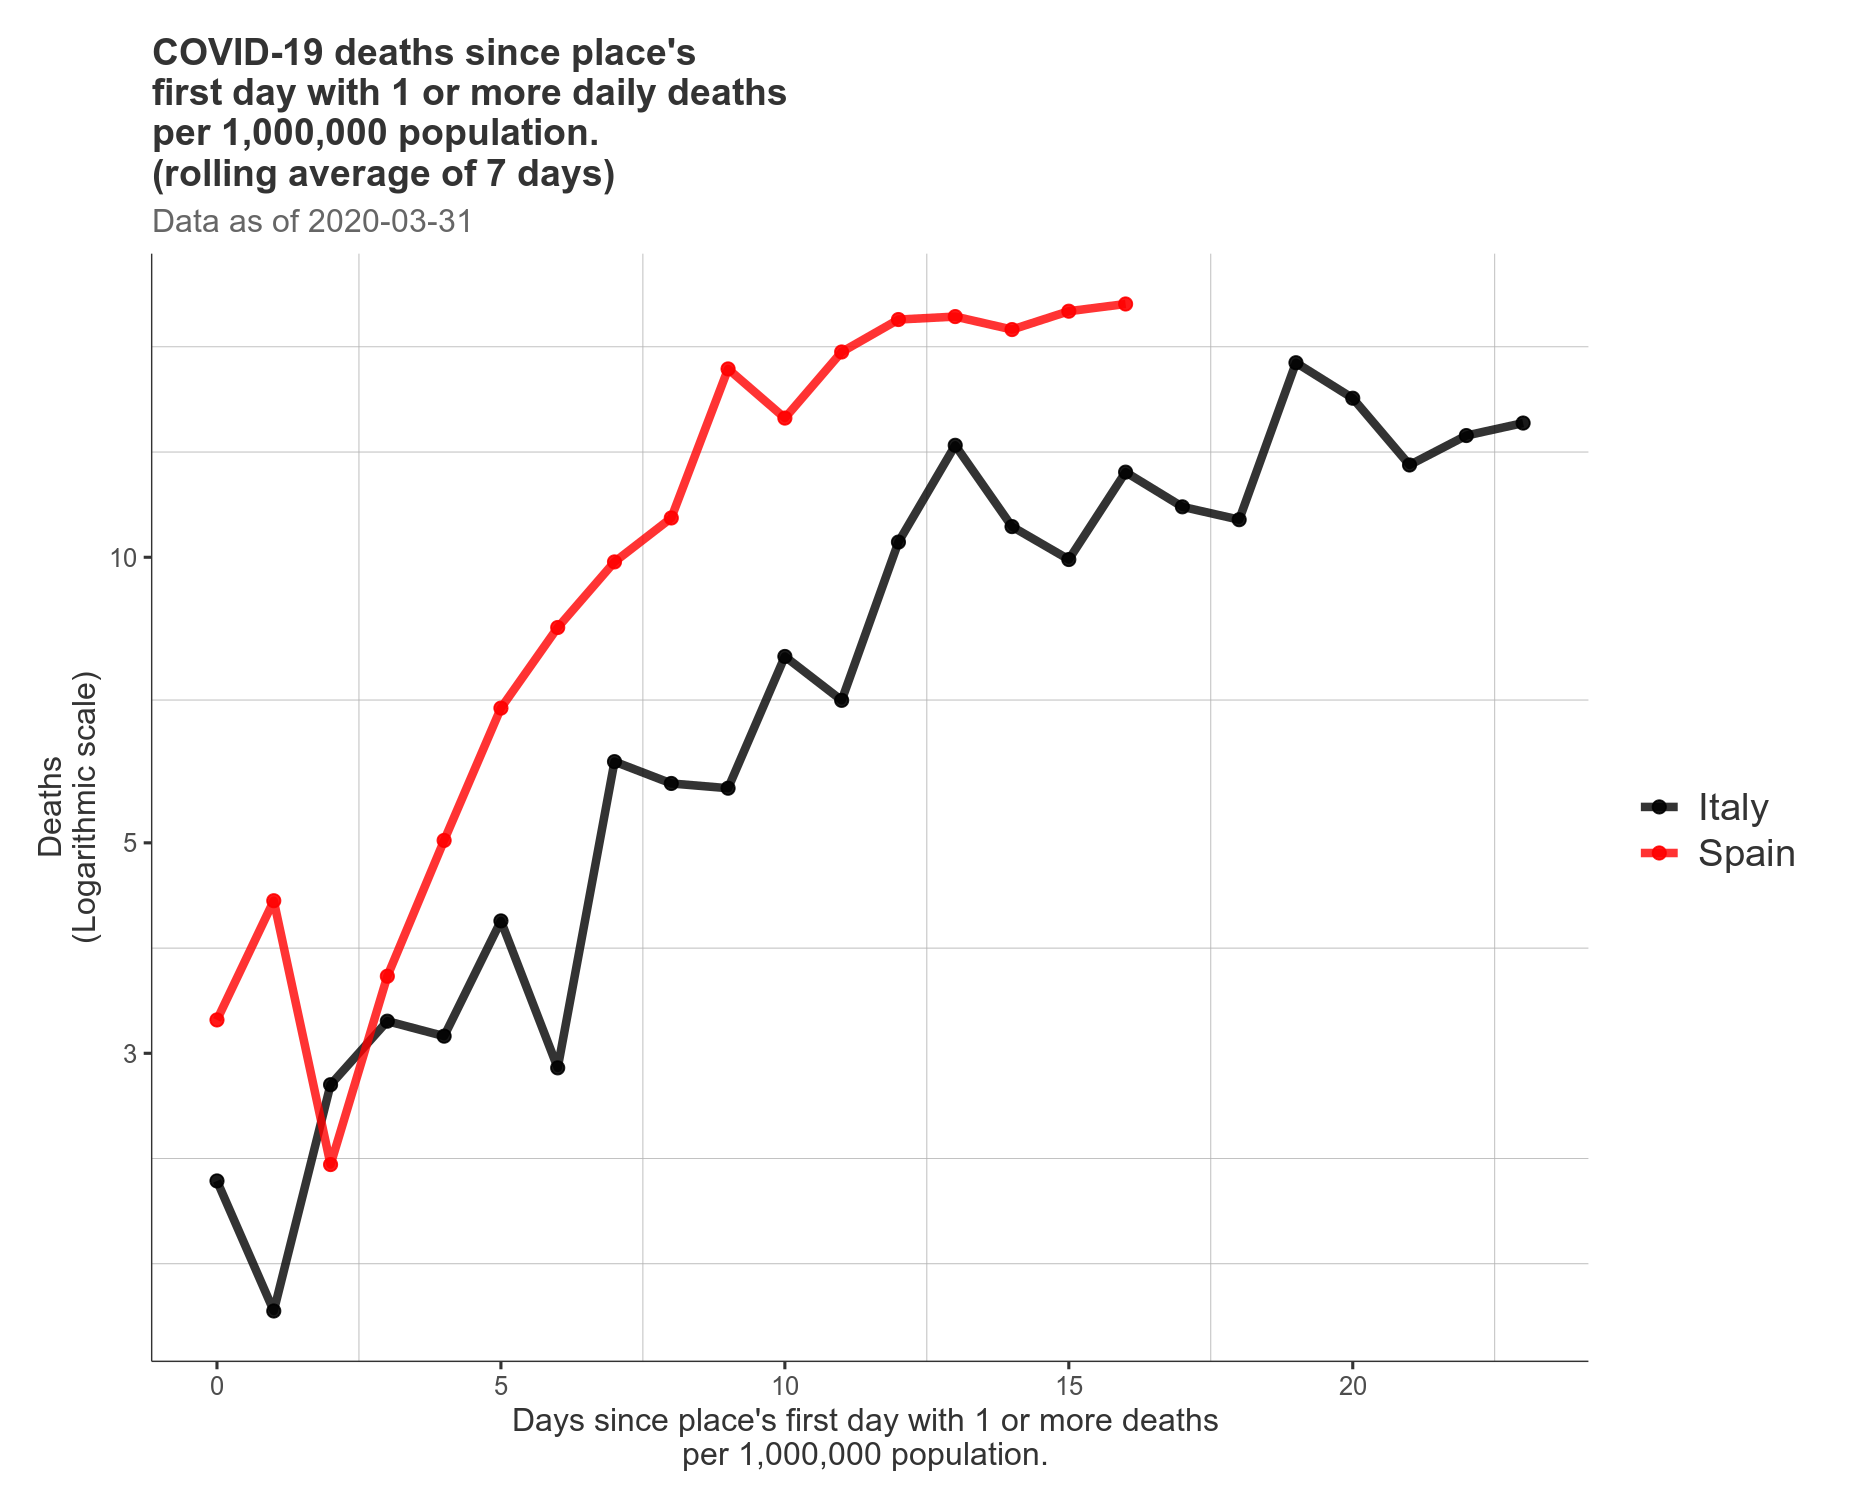 COVID-19 deaths since place's
first day with 1 or more daily deaths
per 1,000,000 population.
(rolling average of 7 days)
Data as of 2020-03-31
10
5
3
Deaths
(Logarithmic scale)
Italy
Spain
0
5
10
15
20
Days since place's first day with 1 or more deaths
per 1,000,000 population.